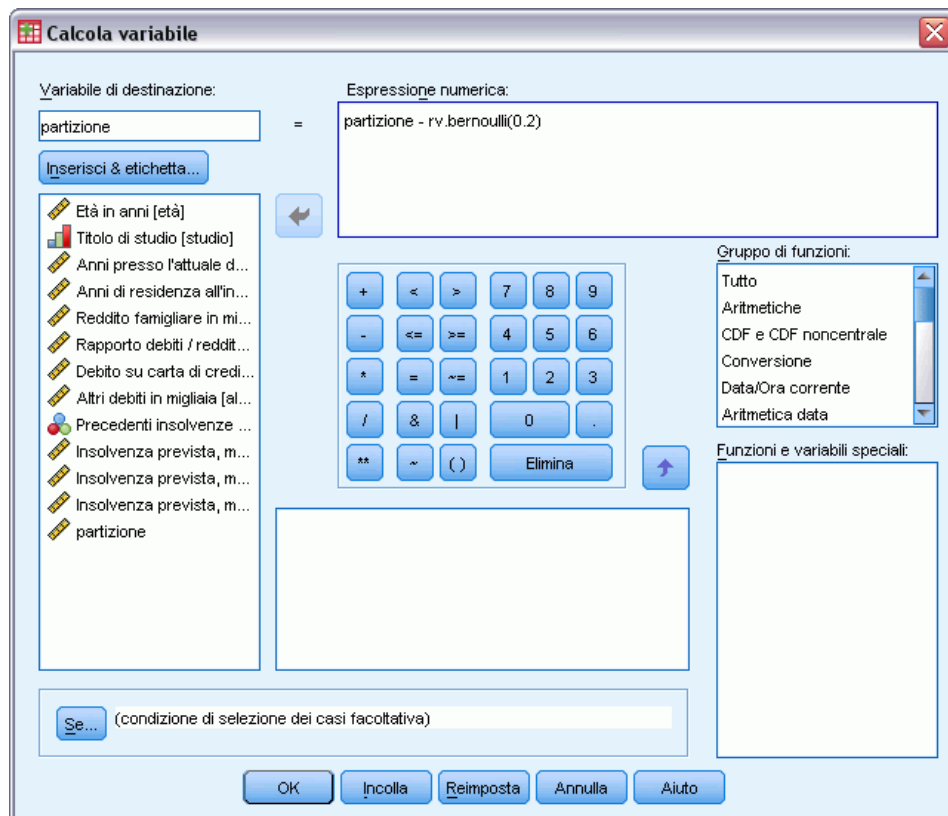 Calcola variabile
Variabile di destinazione:
partizione
=
Espressione numerica:
partizione - rv.bernoulli(0.2)
Inserisci & etichetta...
Età in anni [età]
Titolo di studio [studio]
Anni presso l'attuale d...
Anni di residenza all'in...
Reddito famigliare in mi...
Rapporto debiti / reddit...
Debito su carta di credi...
Altri debiti in migliaia [al...
Precedenti insolvenze ...
Insolvenza prevista, m...
Insolvenza prevista, m...
Insolvenza prevista, m...
partizione
+ < > 7 8 9
- <= >= 4 5 6
* = ~= 1 2 3
/ & | 0 .
** ~ ( ) Elimina
Gruppo di funzioni:
Tutto
Aritmetiche
CDF e CDF noncentrale
Conversione
Data/Ora corrente
Aritmetica data
Funzioni e variabili speciali:
Se...
(condizione di selezione dei casi facoltativa)
OK
Incolla
Reimposta
Annulla
Aiuto